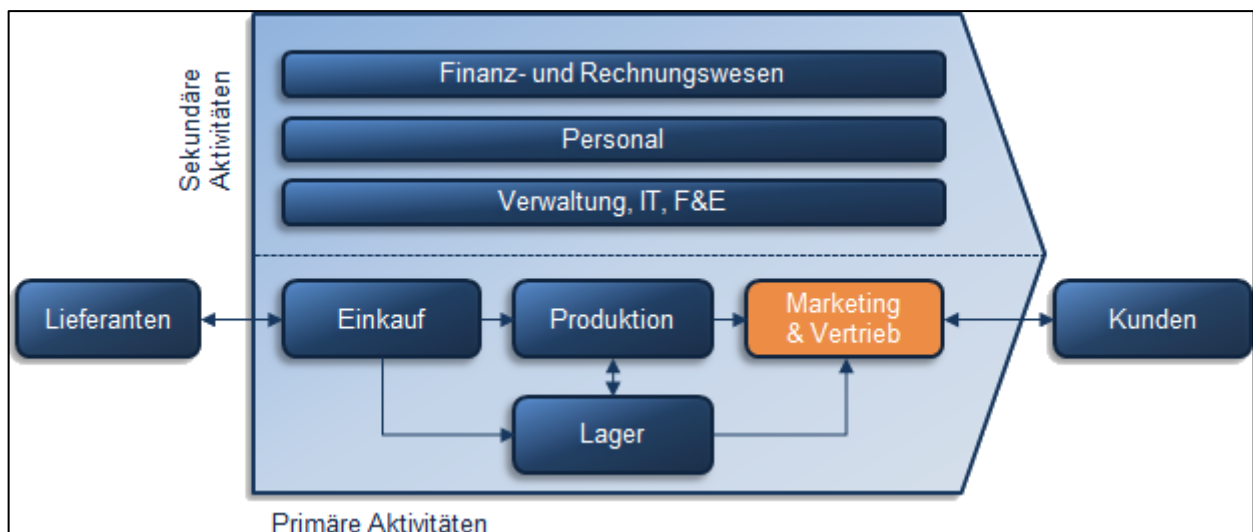 Sekundäre
Aktivitäten
Finanz- und Rechnungswesen
Personal
Verwaltung, IT, F&E
Lieferanten
Einkauf
Produktion
Marketing
& Vertrieb
Kunden
Lager
Primäre Aktivitäten